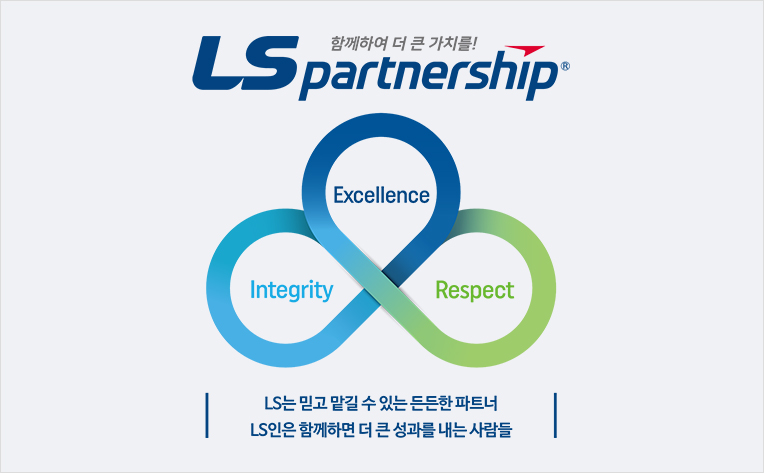 함께하여 더 큰 가치를!
LSpartnership®
Excellence
Integrity
Respect
LS는 믿고 맡길 수 있는 든든한 파트너
LS인은 함께하면 더 큰 성과를 내는 사람들